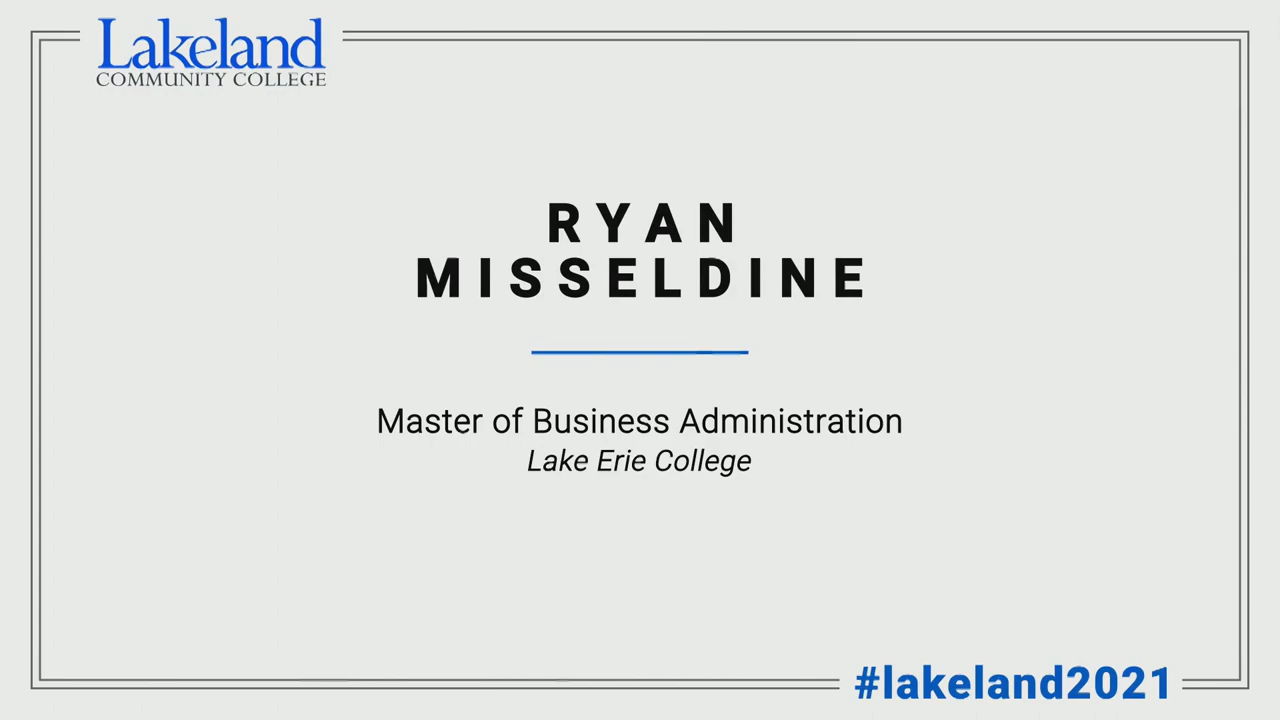 Lakeland
COMMUNITY COLLEGE
RYAN
MISSELDINE
Master of Business Administration
Lake Erie College
#lakeland2021